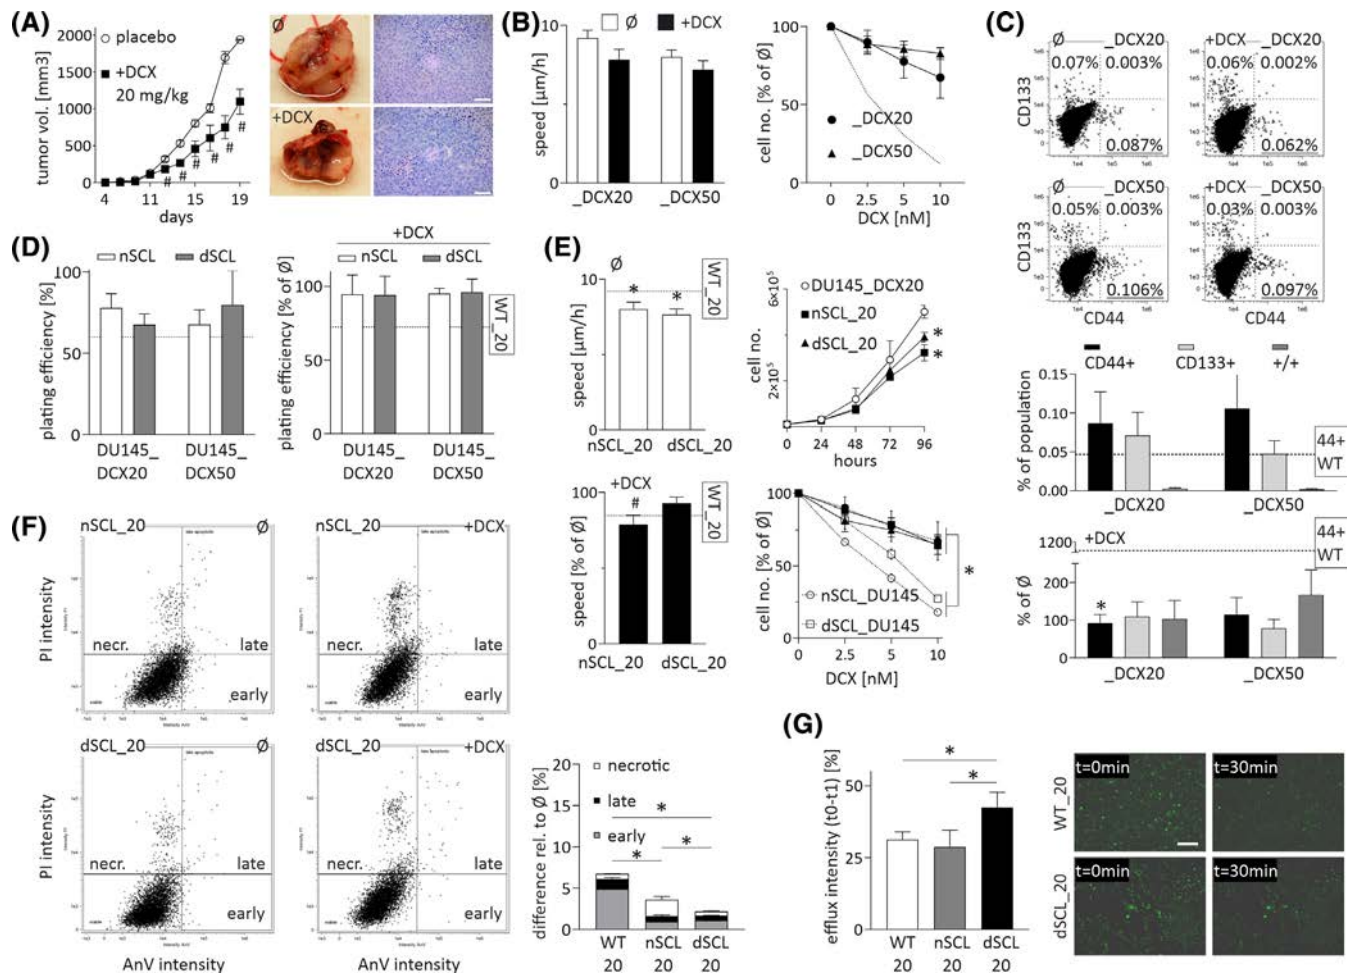 (A)
placebo
+DCX
20 mg/kg
tumor vol. [mm3]
2000
1500
1000
500
0
#
#
#
#
#
#
4
11
15
19
days
Ø
+DCX
(B)
Ø
+DCX
speed [µm/h]
10
5
0
_DCX20
_DCX50
cell no. [% of Ø]
100
50
0
_DCX20
_DCX50
0
2.5
5
10
DCX [nM]
(C)
Ø
_DCX20
0.07%
0.003%
0.087%
+DCX
_DCX20
0.06%
0.002%
0.062%
Ø
_DCX50
0.05%
0.003%
0.106%
+DCX
_DCX50
0.03%
0.003%
0.097%
CD133
CD133
CD44
CD44
CD44+
CD133+
+/+
% of population
0.15
0.10
0.05
0.00
44+
WT
_DCX20
_DCX50
+DCX
44+
WT
% of Ø
1200
200
100
0
*
_DCX20
_DCX50
(D)
nSCL
dSCL
plating efficiency [%]
100
50
0
DU145_
DCX20
DU145_
DCX50
+DCX
nSCL
dSCL
plating efficiency [% of Ø]
100
50
0
WT_20
DU145_
DCX20
DU145_
DCX50
(E)
Ø
speed [µm/h]
10
5
0
*
*
WT_20
nSCL_20
dSCL_20
DU145_DCX20
nSCL_20
dSCL_20
cell no.
6×10⁵
2×10⁵
*
*
0
24
48
72
96
hours
+DCX
speed [% of Ø]
100
0
#
WT_20
nSCL_20
dSCL_20
cell no. [% of Ø]
100
50
0
nSCL_DU145
dSCL_DU145
*
0
2.5
5
10
DCX [nM]
(F)
nSCL_20
Ø
necr.
late
early
nSCL_20
+DCX
necr.
late
early
PI intensity
dSCL_20
Ø
necr.
late
early
dSCL_20
+DCX
necr.
late
early
PI intensity
AnV intensity
AnV intensity
difference rel. to Ø [%]
20
15
10
5
0
necrotic
late
early
*
*
*
WT
20
nSCL
20
dSCL
20
(G)
efflux intensity (t0-t1) [%]
50
25
0
*
*
WT
20
nSCL
20
dSCL
20
WT_20
t=0min
t=30min
dSCL_20
t=0min
t=30min